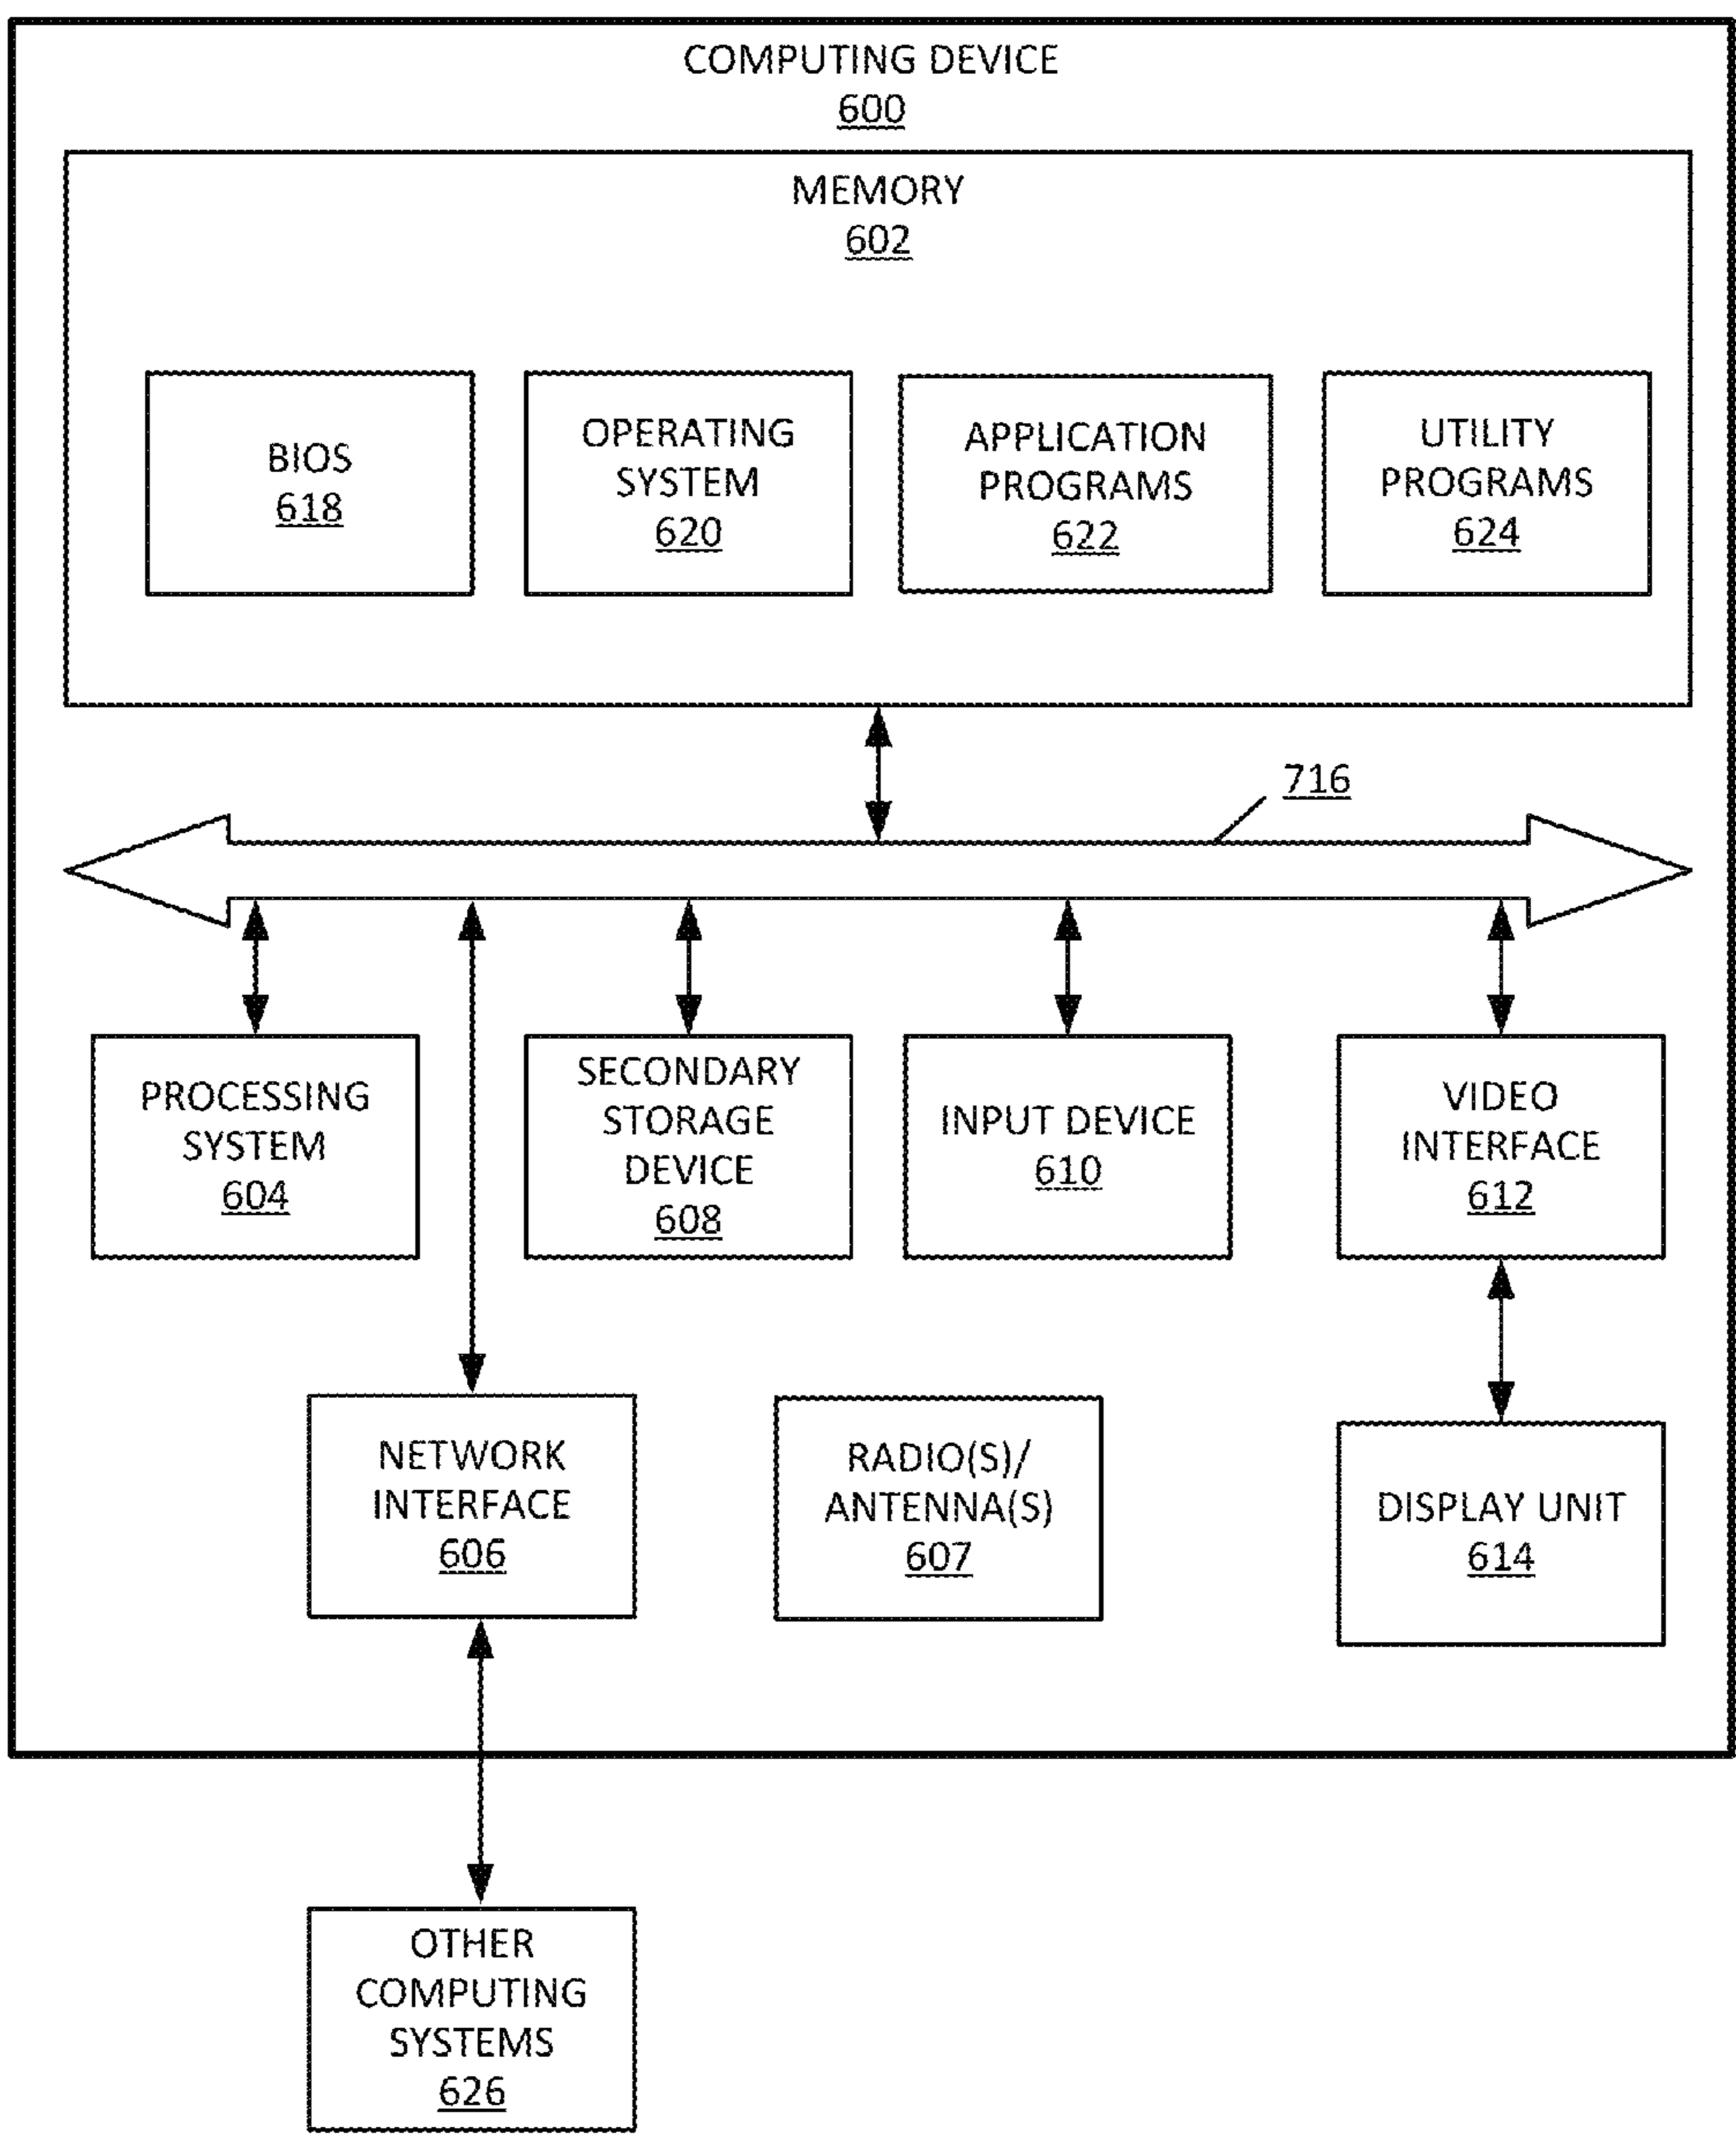 COMPUTING DEVICE
600
MEMORY
602
BIOS
618
OPERATING
SYSTEM
620
APPLICATION
PROGRAMS
622
UTILITY
PROGRAMS
624
716
PROCESSING
SYSTEM
604
SECONDARY
STORAGE
DEVICE
608
INPUT DEVICE
610
VIDEO
INTERFACE
612
NETWORK
INTERFACE
606
RADIO(S)/
ANTENNA(S)
607
DISPLAY UNIT
614
OTHER
COMPUTING
SYSTEMS
626